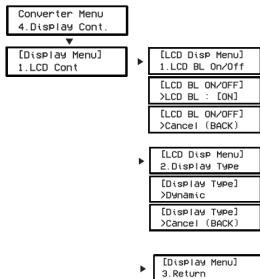 Converter Menu
4.Display Cont.
[Display Menu]
1.LCD Cont
[LCD Disp Menu]
1.LCD BL On/Off
[LCD BL ON/OFF]
>LCD BL : [ON]
[LCD BL ON/OFF]
>Cancel (BACK)
[LCD Disp Menu]
2.Display Type
[Display Type]
>Dynamic
[Display Type]
>Cancel (BACK)
[Display Menu]
3.Return